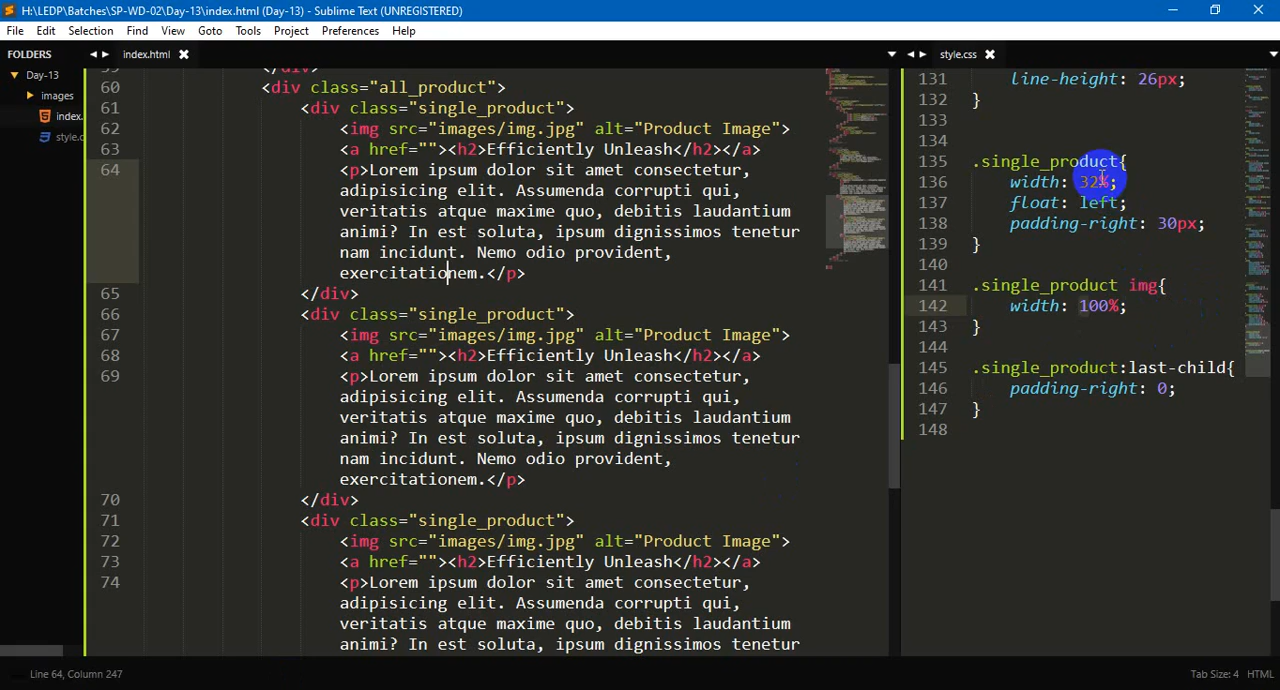 H:\LEDP\Batches\SP-WD-02\Day-13\index.html (Day-13) - Sublime Text (UNREGISTERED)
File Edit Selection Find View Goto Tools Project Preferences Help
FOLDERS
Day-13
images
index.
style.c
index.html
60 <div class="all_product">
61 <div class="single_product">
62 <img src="images/img.jpg" alt="Product Image">
63 <a href=""><h2>Efficiently Unleash</h2></a>
64 <p>Lorem ipsum dolor sit amet consectetur,
adipisicing elit. Assumenda corrupti qui,
veritatis atque maxime quo, debitis laudantium
animi? In est soluta, ipsum dignissimos tenetur
nam incidunt. Nemo odio provident,
exercitationem.</p>
65 </div>
66 <div class="single_product">
67 <img src="images/img.jpg" alt="Product Image">
68 <a href=""><h2>Efficiently Unleash</h2></a>
69 <p>Lorem ipsum dolor sit amet consectetur,
adipisicing elit. Assumenda corrupti qui,
veritatis atque maxime quo, debitis laudantium
animi? In est soluta, ipsum dignissimos tenetur
nam incidunt. Nemo odio provident,
exercitationem.</p>
70 </div>
71 <div class="single_product">
72 <img src="images/img.jpg" alt="Product Image">
73 <a href=""><h2>Efficiently Unleash</h2></a>
74 <p>Lorem ipsum dolor sit amet consectetur,
adipisicing elit. Assumenda corrupti qui,
veritatis atque maxime quo, debitis laudantium
animi? In est soluta, ipsum dignissimos tenetur
style.css
131 line-height: 26px;
132 }
133
134
135 .single_product{
136 width: 32%;
137 float: left;
138 padding-right: 30px;
139 }
140
141 .single_product img{
142 width: 100%;
143 }
144
145 .single_product:last-child{
146 padding-right: 0;
147 }
148
Line 64, Column 247
Tab Size: 4 HTML